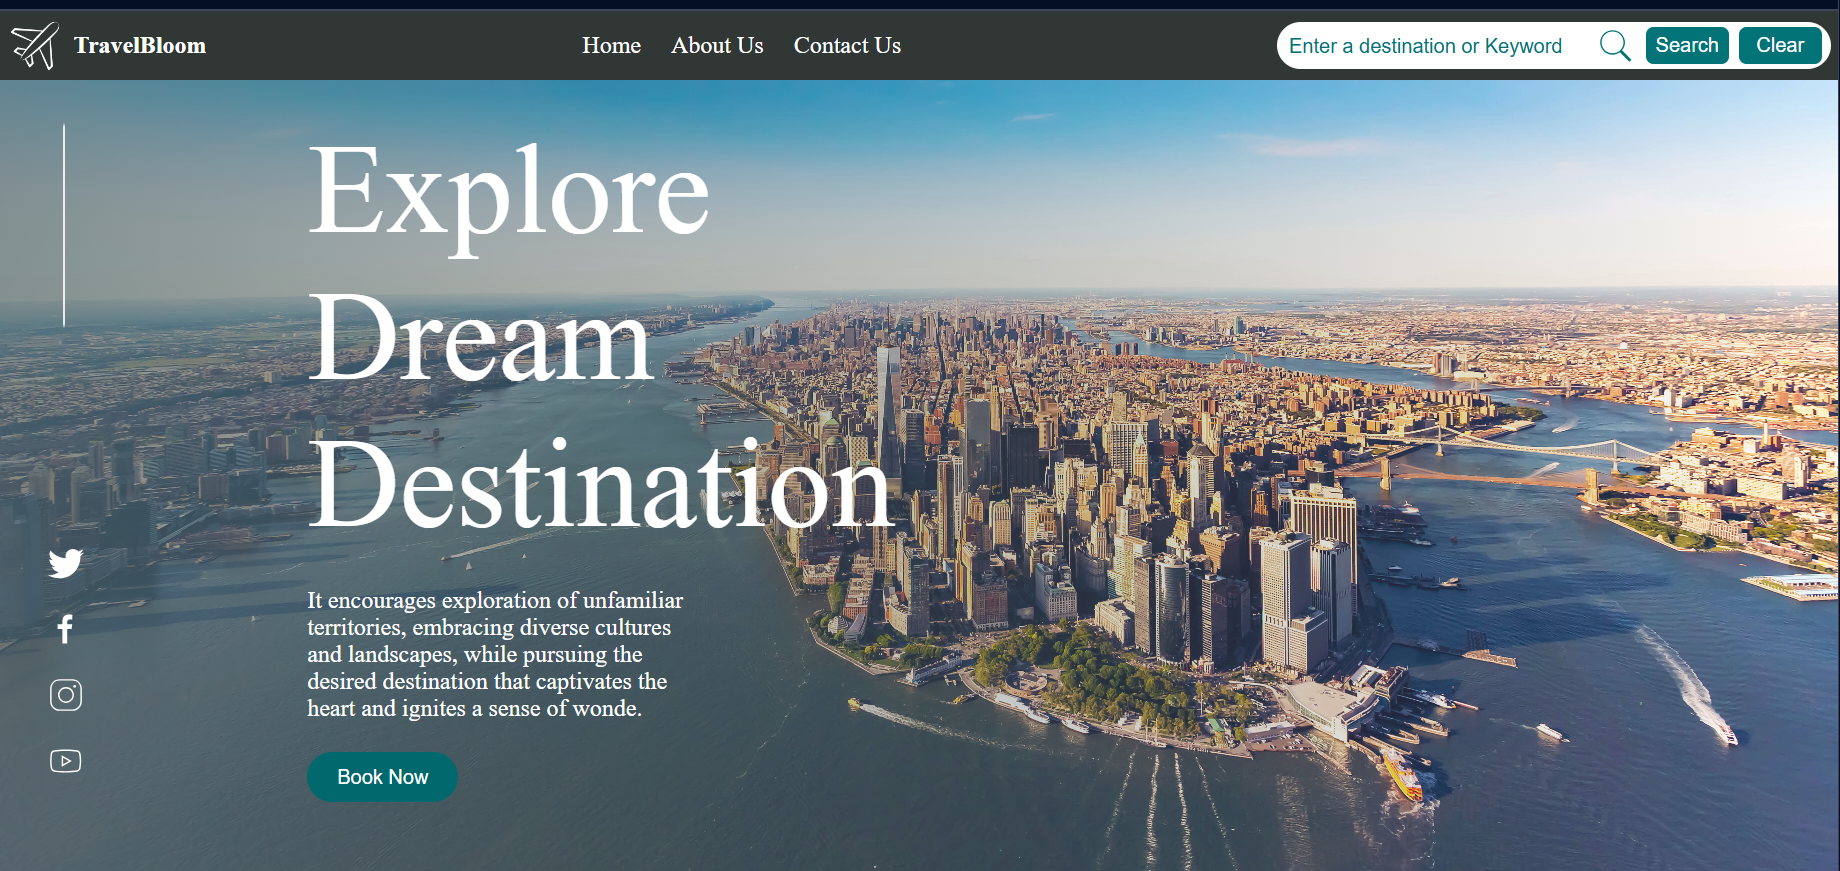 TravelBloom
Home About Us Contact Us
Enter a destination or Keyword Search Clear
Explore
Dream
Destination
It encourages exploration of unfamiliar
territories, embracing diverse cultures
and landscapes, while pursuing the
desired destination that captivates the
heart and ignites a sense of wonde.
Book Now